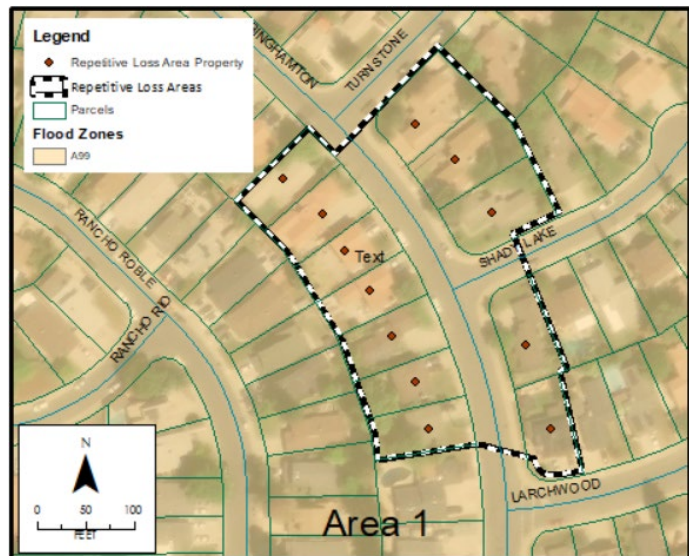 Legend
Repetitive Loss Area Property
Repetitive Loss Areas
Parcels
Flood Zones
A99
TURNSTONE
RANCHO ROBLE
RANCHO RIO
Text
SHADY LAKE
LARCHWOOD
N
0 50 100
FEET
Area 1